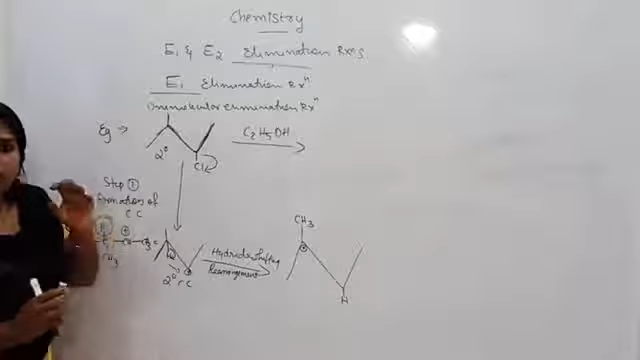 Chemistry
E1 & E2 Elimination Rxns
E1 Elimination Rxn
Unimolecular elimination Rxn
Eg → C2H5OH
2° Cl
Step ①
Formation of
CC
CH3
2° CC
Hydride shifting
Rearrangement
CH3
H